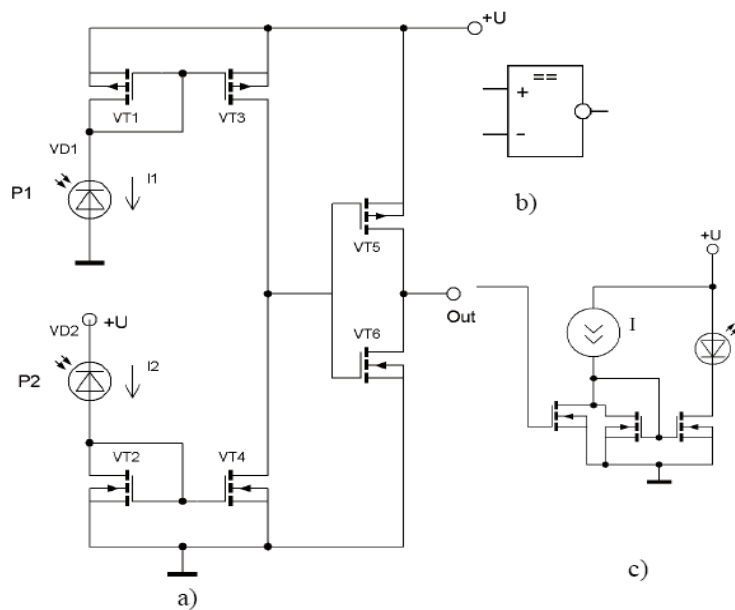 +U
VT1
VT3
VD1
P1
I1
==
+
-
b)
VT5
Out
VT6
+U
VD2
P2
I2
VT2
VT4
a)
+U
I
c)